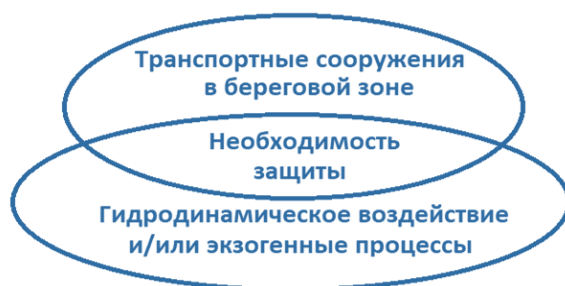 Транспортные сооружения
в береговой зоне
Необходимость
защиты
Гидродинамическое воздействие
и/или экзогенные процессы